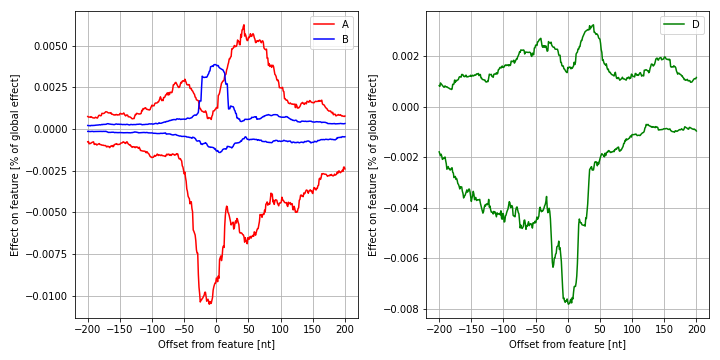 Effect on feature [% of global effect]
0.0050
0.0025
0.0000
−0.0025
−0.0050
−0.0075
−0.0100
−200 −150 −100 −50 0 50 100 150 200
Offset from feature [nt]
A
B
Effect on feature [% of global effect]
0.002
0.000
−0.002
−0.004
−0.006
−0.008
−200 −150 −100 −50 0 50 100 150 200
Offset from feature [nt]
D